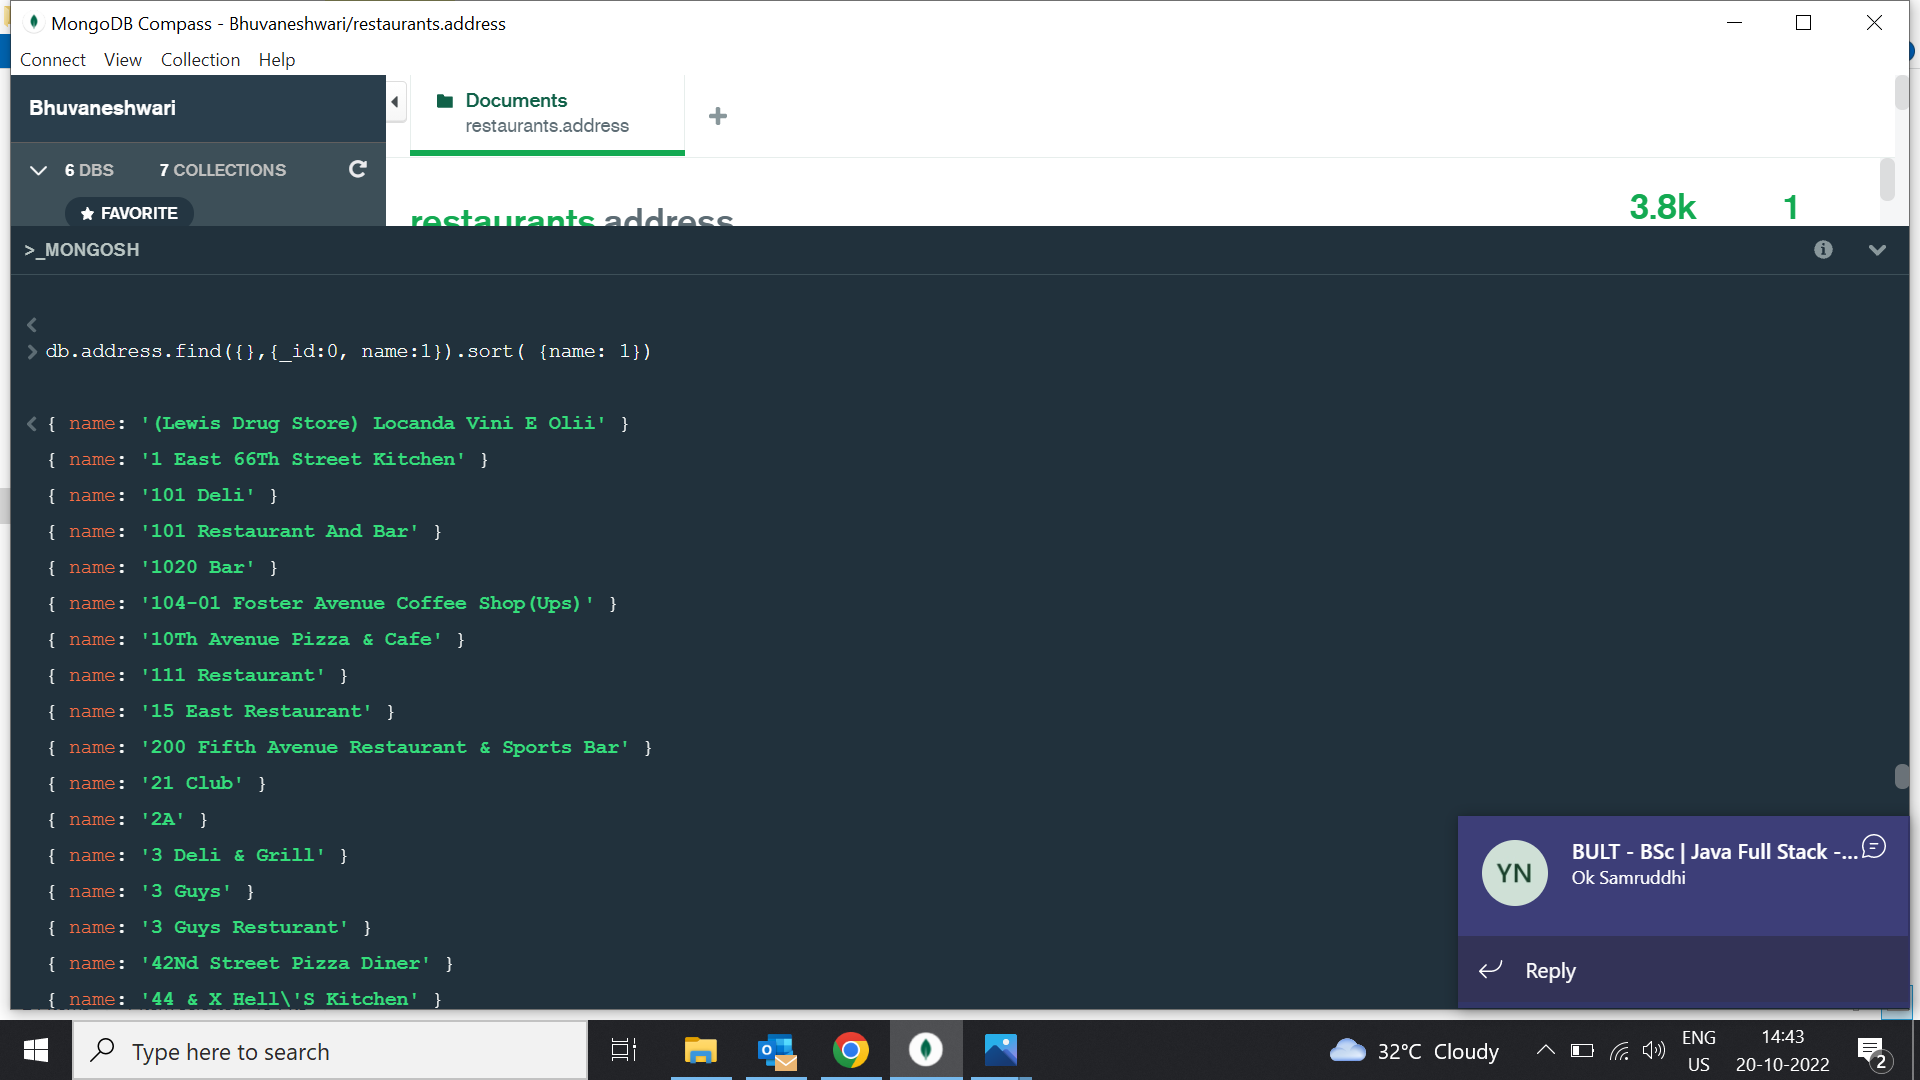 MongoDB Compass - Bhuvaneshwari/restaurants.address
Connect View Collection Help
Bhuvaneshwari
Documents
restaurants.address
6 DBS 7 COLLECTIONS
FAVORITE
restaurants.address
3.8k 1
>_MONGOSH
db.address.find({},{_id:0, name:1}).sort( {name: 1})
{ name: '(Lewis Drug Store) Locanda Vini E Olii' }
{ name: '1 East 66Th Street Kitchen' }
{ name: '101 Deli' }
{ name: '101 Restaurant And Bar' }
{ name: '1020 Bar' }
{ name: '104-01 Foster Avenue Coffee Shop(Ups)' }
{ name: '10Th Avenue Pizza & Cafe' }
{ name: '111 Restaurant' }
{ name: '15 East Restaurant' }
{ name: '200 Fifth Avenue Restaurant & Sports Bar' }
{ name: '21 Club' }
{ name: '2A' }
{ name: '3 Deli & Grill' }
{ name: '3 Guys' }
{ name: '3 Guys Resturant' }
{ name: '42Nd Street Pizza Diner' }
{ name: '44 & X Hell\'S Kitchen' }
YN
BULT - BSc | Java Full Stack -...
Ok Samruddhi
Reply
Type here to search
32°C Cloudy
ENG
US
14:43
20-10-2022
2